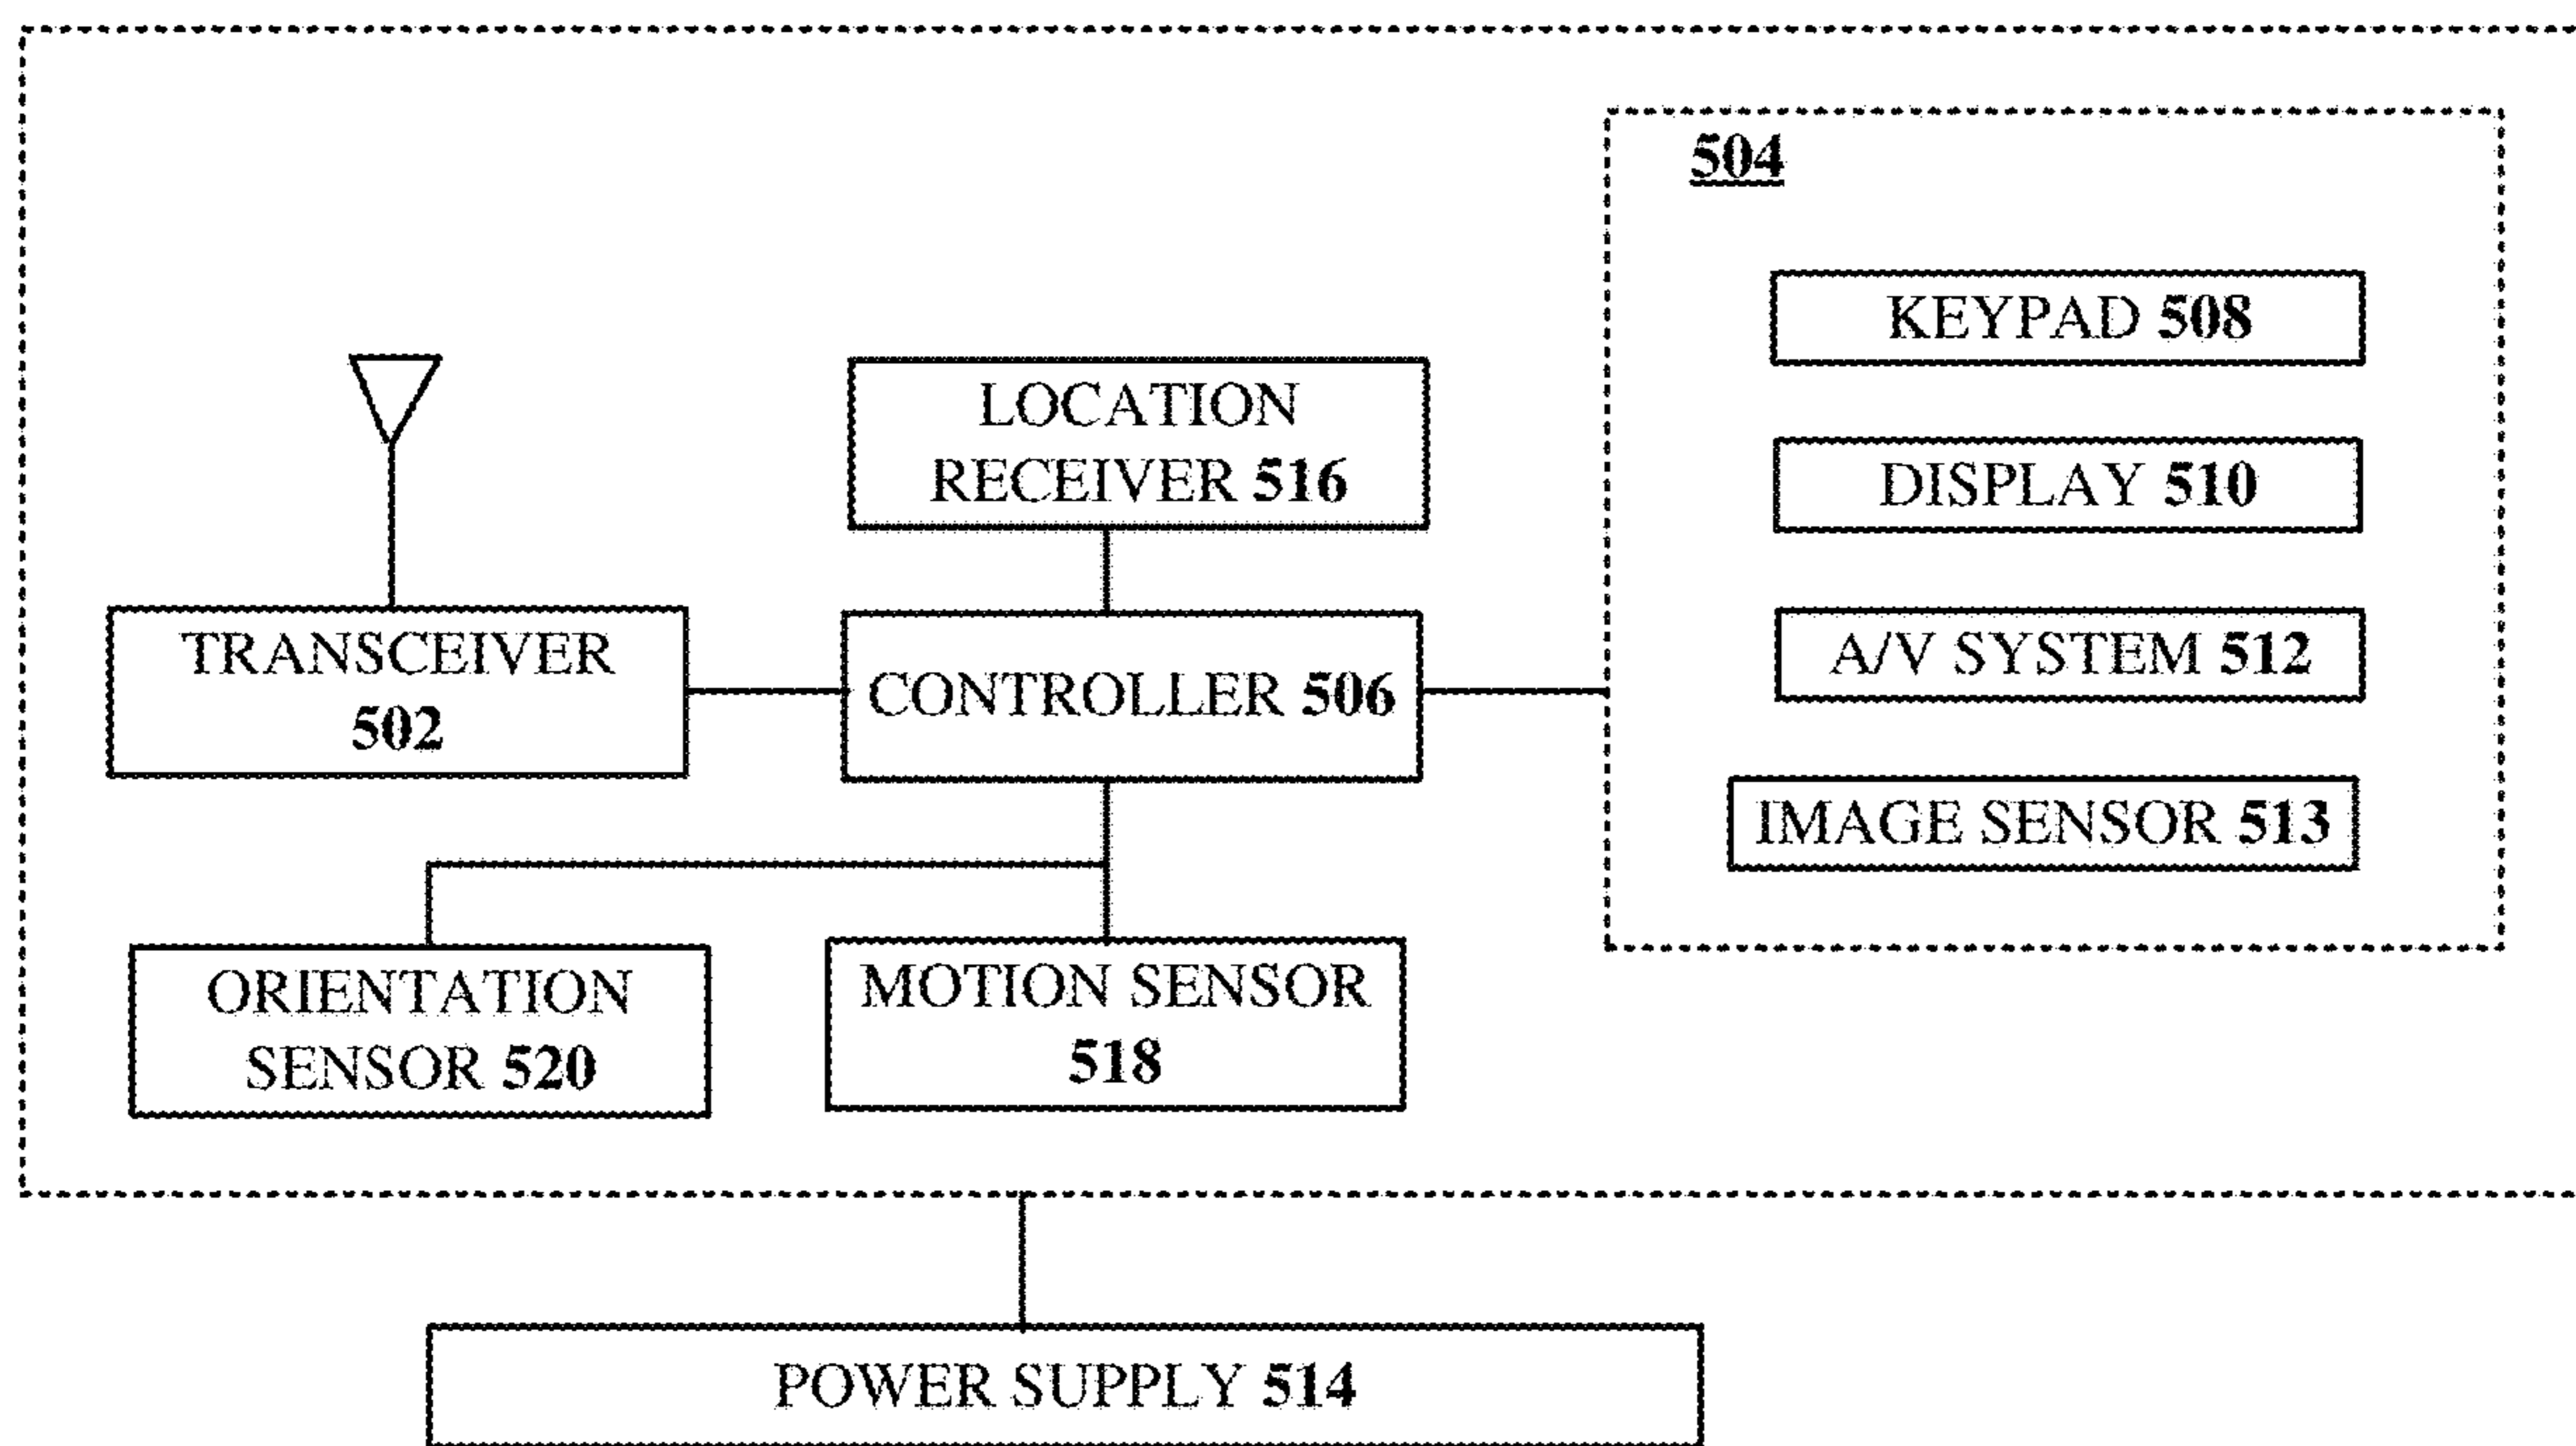 504
KEYPAD 508
DISPLAY 510
A/V SYSTEM 512
IMAGE SENSOR 513
LOCATION
RECEIVER 516
TRANSCEIVER
502
CONTROLLER 506
ORIENTATION
SENSOR 520
MOTION SENSOR
518
POWER SUPPLY 514